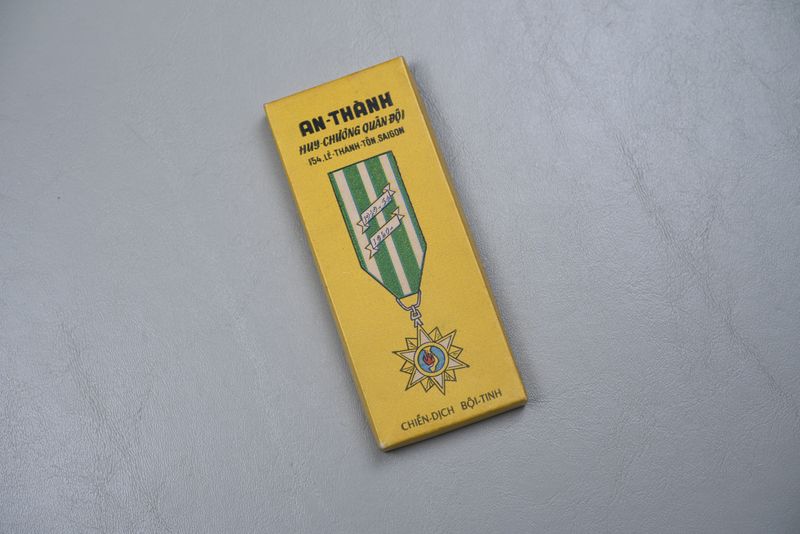 AN-THÀNH
HUY-CHƯƠNG QUÂN ĐỘI
154, LÊ-THÁNH-TÔN, SAIGON
1949-54
1960-
CHIẾN-DỊCH BỘI-TINH